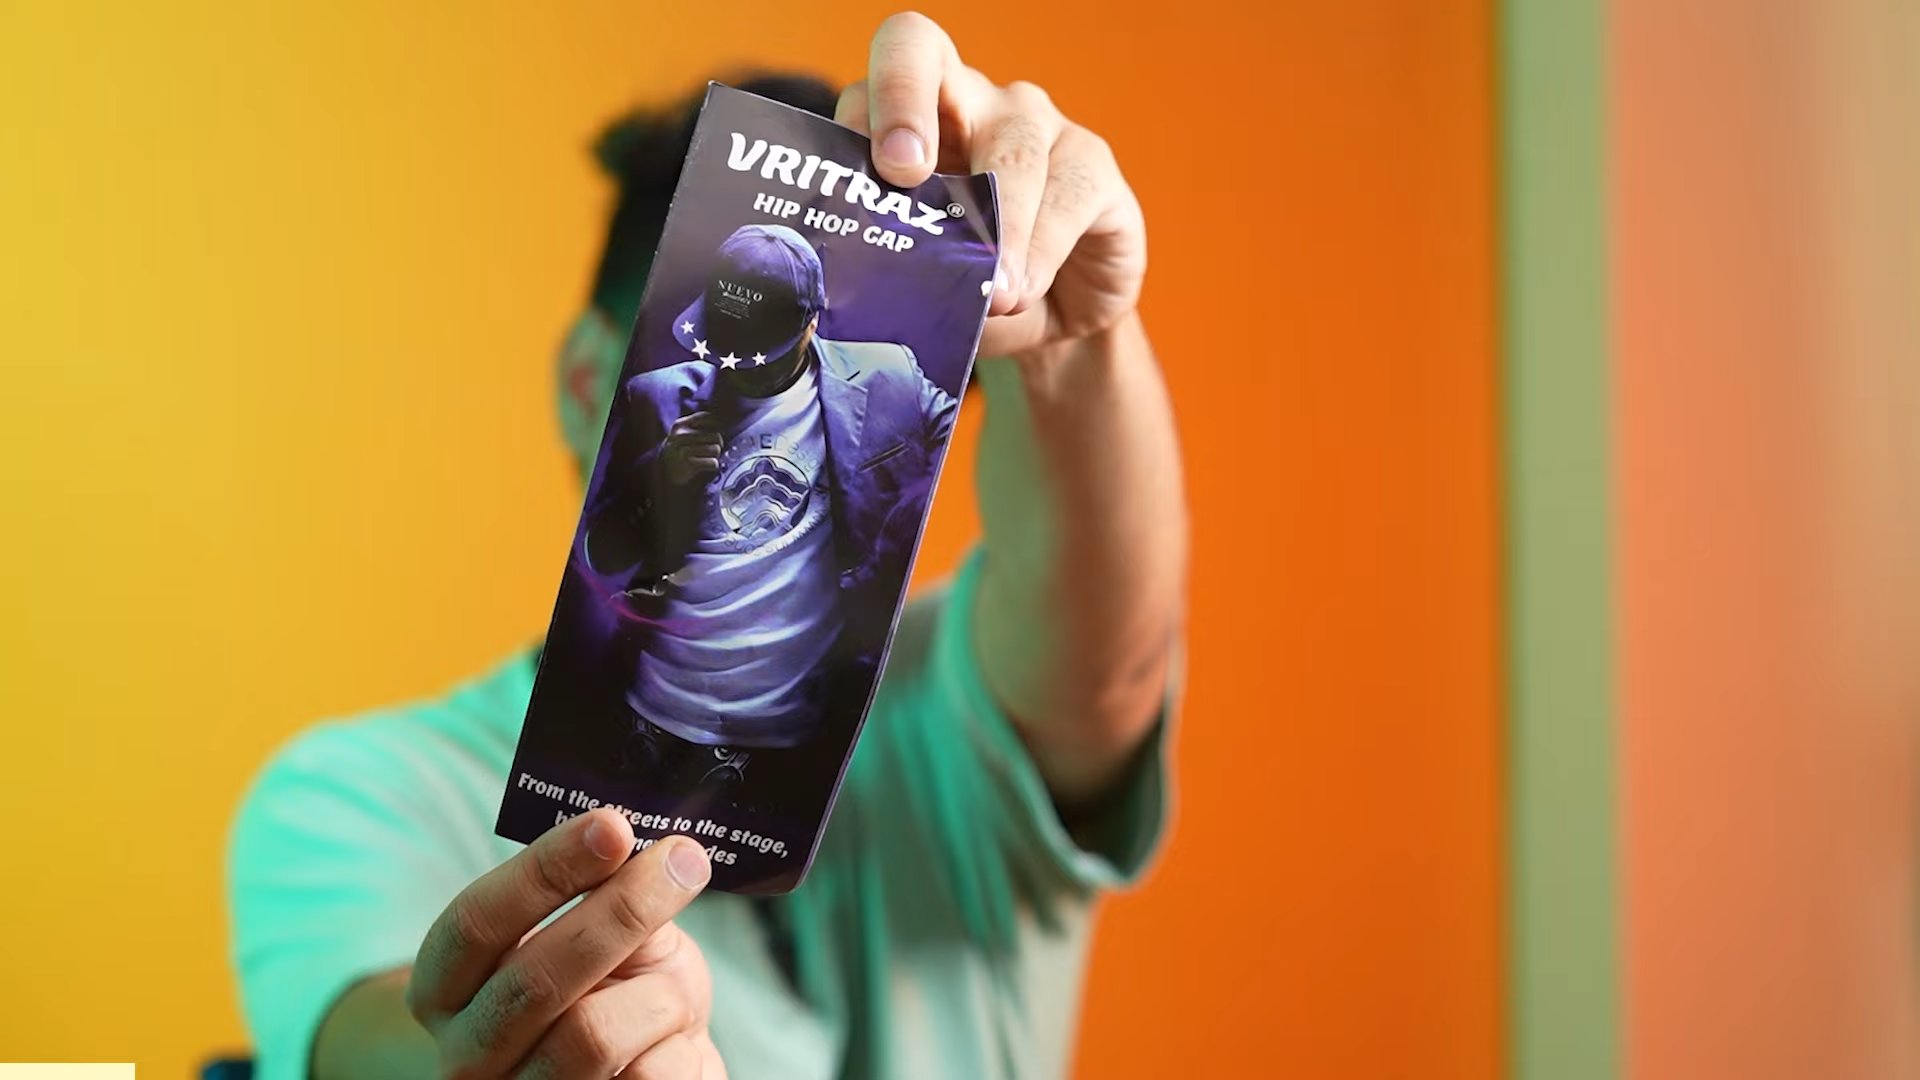 VRITRAZ®
HIP HOP CAP
NUEVO
From the streets to the stage,